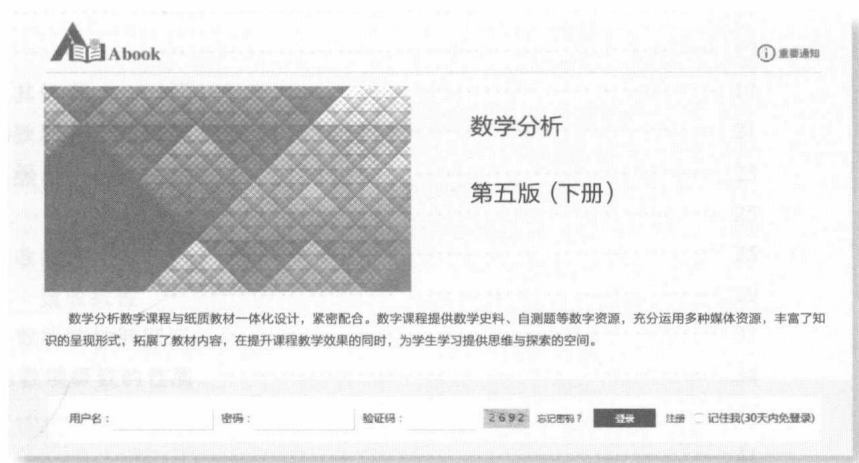 Abook
重要通知
数学分析
第五版（下册）
数学分析数字课程与纸质教材一体化设计，紧密配合。数字课程提供数学史料、自测题等数字资源，充分运用多种媒体资源，丰富了知
识的呈现形式，拓展了教材内容，在提升课程教学效果的同时，为学生学习提供思维与探索的空间。
用户名： 密码： 验证码： 2692 忘记密码？ 登录 注册 记住我(30天内免登录)